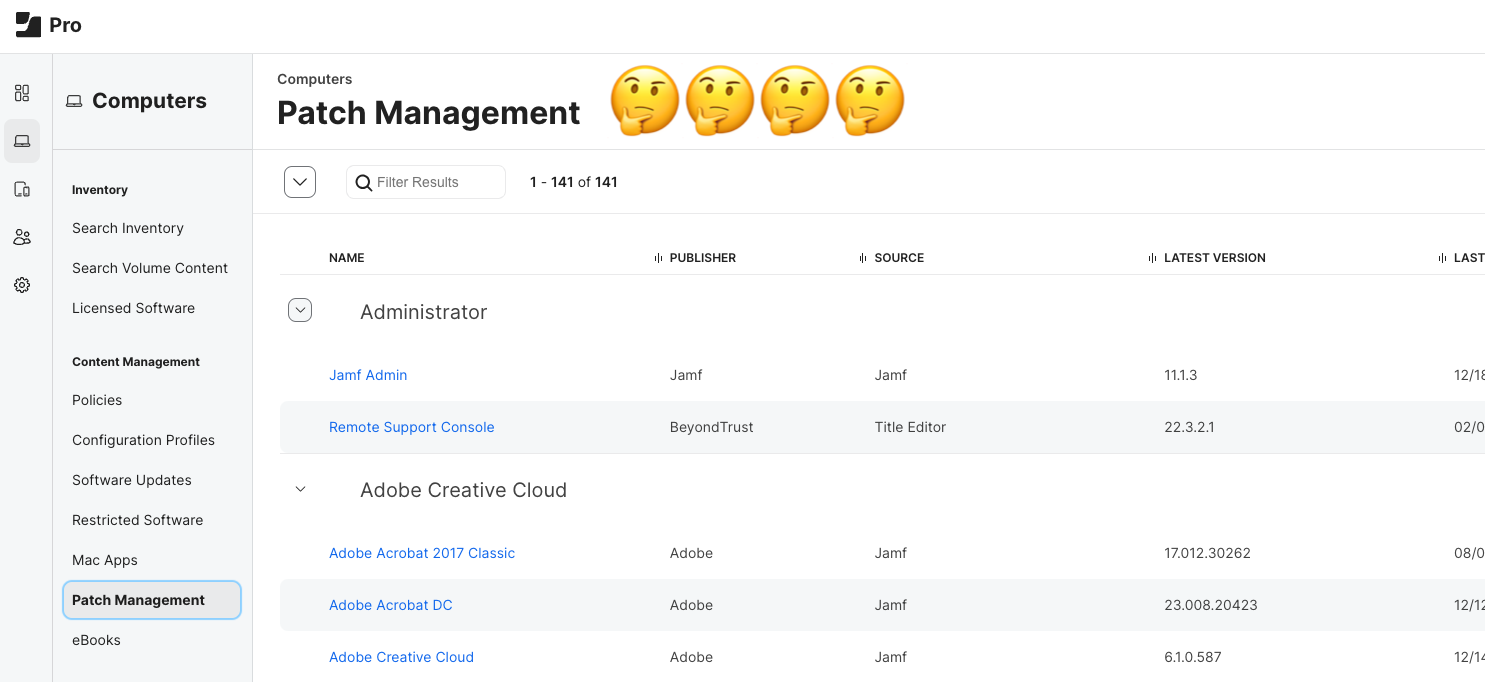 Pro
Computers
Inventory
Search Inventory
Search Volume Content
Licensed Software
Content Management
Policies
Configuration Profiles
Software Updates
Restricted Software
Mac Apps
Patch Management
eBooks
Computers
Patch Management
Filter Results 1 - 141 of 141
NAME PUBLISHER SOURCE LATEST VERSION LAST
Administrator
Jamf Admin Jamf Jamf 11.1.3 12/18
Remote Support Console BeyondTrust Title Editor 22.3.2.1 02/0
Adobe Creative Cloud
Adobe Acrobat 2017 Classic Adobe Jamf 17.012.30262 08/0
Adobe Acrobat DC Adobe Jamf 23.008.20423 12/12
Adobe Creative Cloud Adobe Jamf 6.1.0.587 12/14